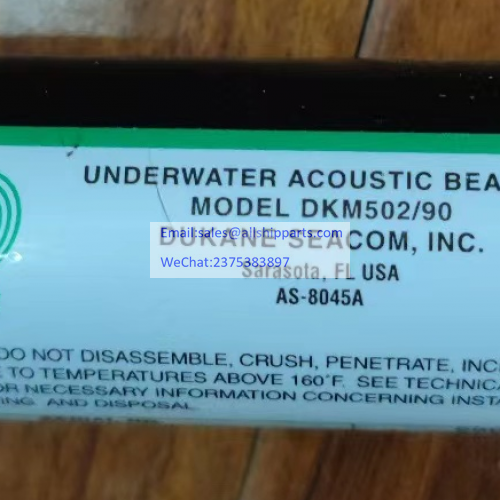 UNDERWATER ACOUSTIC BEA
MODEL DKM502/90
DUKANE SEACOM, INC.
Email:sales@allshipparts.com
WeChat:2375383897
Sarasota, FL USA
AS-8045A
DO NOT DISASSEMBLE, CRUSH, PENETRATE, INC
E TO TEMPERATURES ABOVE 160°F. SEE TECHNICA
OR NECESSARY INFORMATION CONCERNING INSTA
NG, AND DISPOSAL